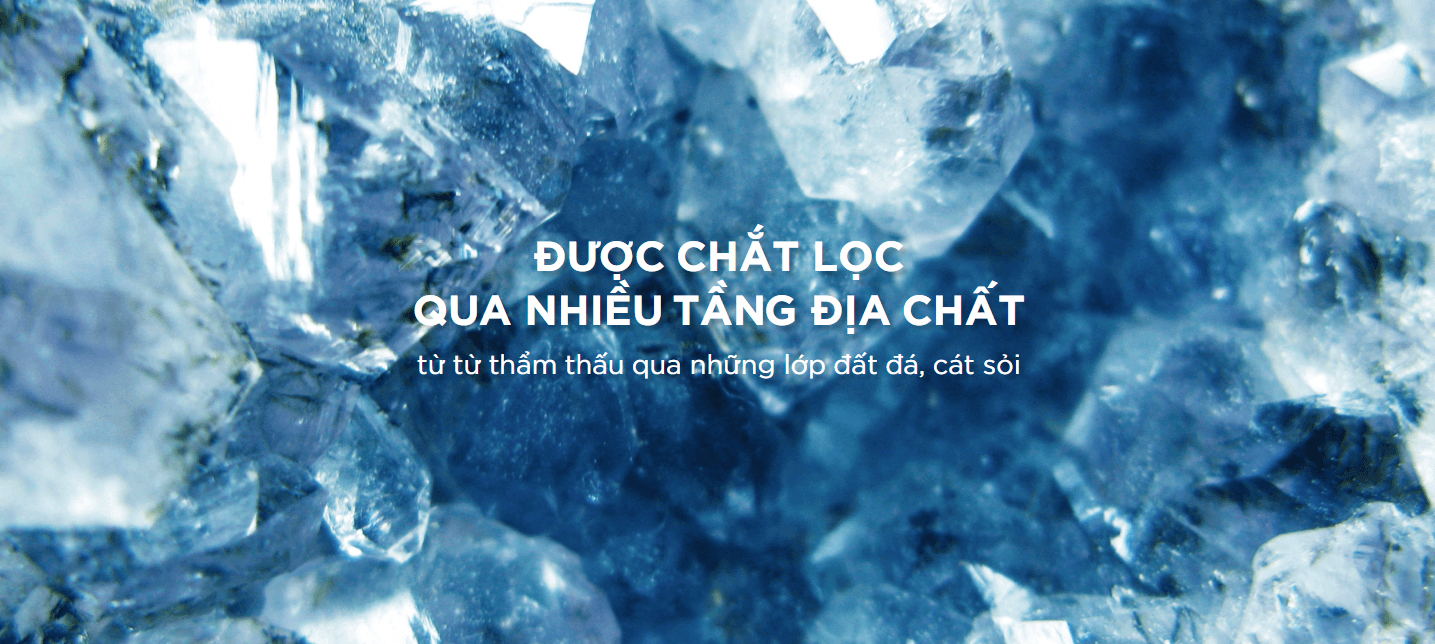 ĐƯỢC CHẮT LỌC
QUA NHIỀU TẦNG ĐỊA CHẤT
từ từ thẩm thấu qua những lớp đất đá, cát sỏi